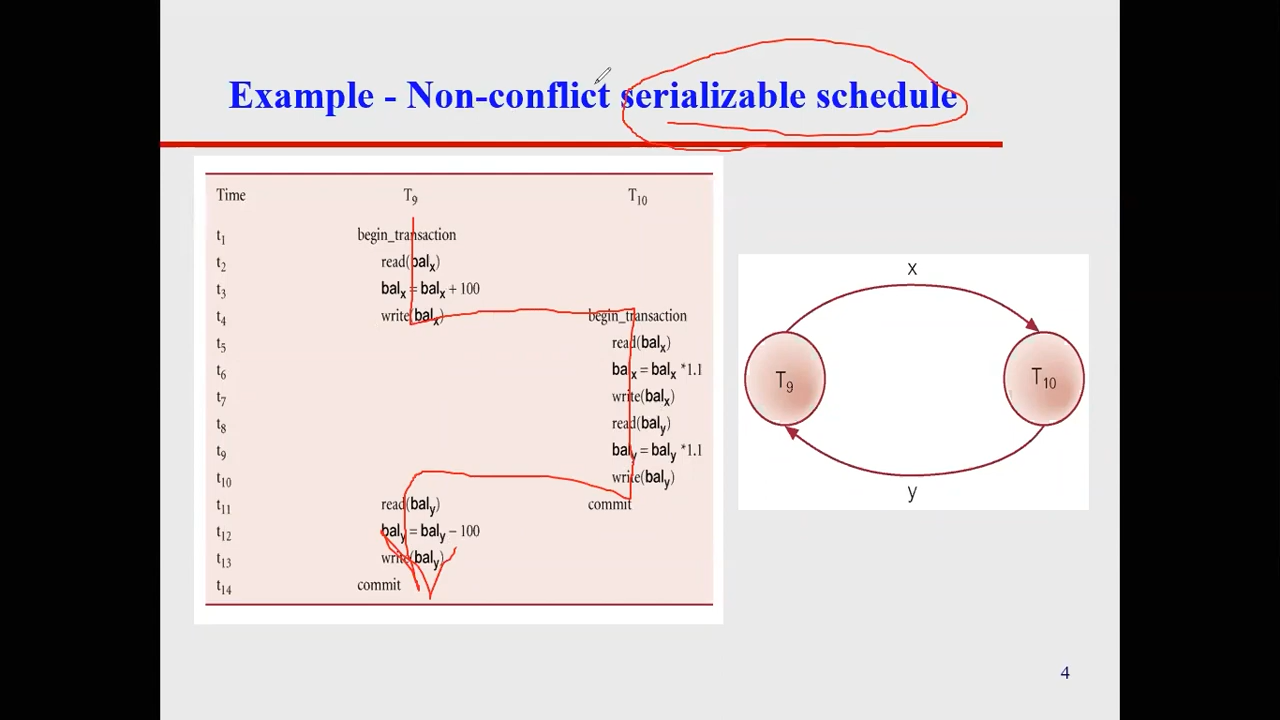 Example - Non-conflict serializable schedule
Time T9 T10
t1 begin_transaction
t2 read(balx)
t3 balx = balx + 100
t4 write(balx) begin_transaction
t5 read(balx)
t6 balx = balx *1.1
t7 write(balx)
t8 read(baly)
t9 baly = baly *1.1
t10 write(baly)
t11 read(baly) commit
t12 baly = baly – 100
t13 write(baly)
t14 commit
x
T9 T10
y
4